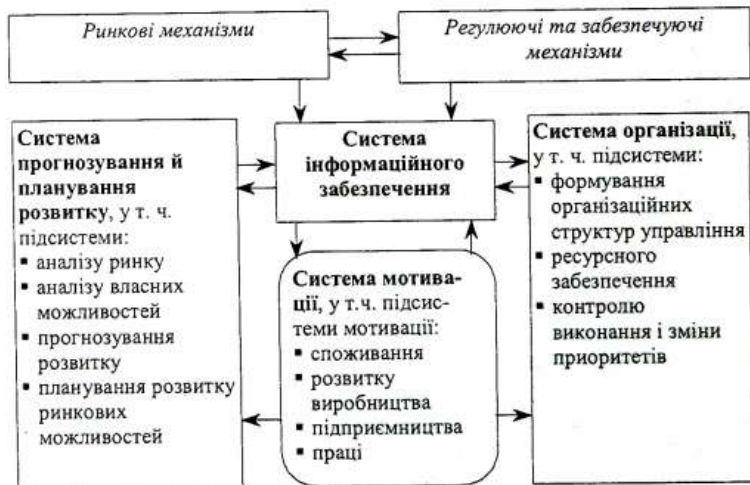 Ринкові механізми
Регулюючі та забезпечуючі
механізми
Система
прогнозування й
планування
розвитку, у т. ч.
підсистеми:
▪ аналізу ринку
▪ аналізу власних
можливостей
▪ прогнозування
розвитку
▪ планування розвитку
ринкових
можливостей
Система
інформаційного
забезпечення
Система мотива-
ції, у т.ч. підсис-
теми мотивації:
▪ споживання
▪ розвитку
виробництва
▪ підприємництва
▪ праці
Система організації,
у т. ч. підсистеми:
▪ формування
організаційних
структур управління
▪ ресурсного
забезпечення
▪ контролю
виконання і зміни
приоритетів